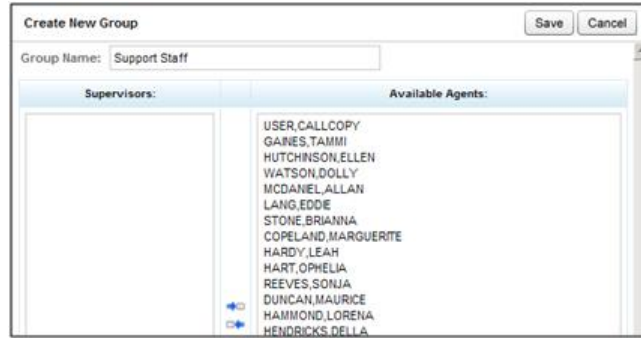 Create New Group Save Cancel
Group Name: Support Staff
Supervisors: Available Agents:
USER,CALLCOPY
GAINES,TAMMI
HUTCHINSON,ELLEN
WATSON,DOLLY
MCDANIEL,ALLAN
LANG,EDDIE
STONE,BRIANNA
COPELAND,MARGUERITE
HARDY,LEAH
HART,OPHELIA
REEVES,SONJA
DUNCAN,MAURICE
HAMMOND,LORENA
HENDRICKS,DELLA